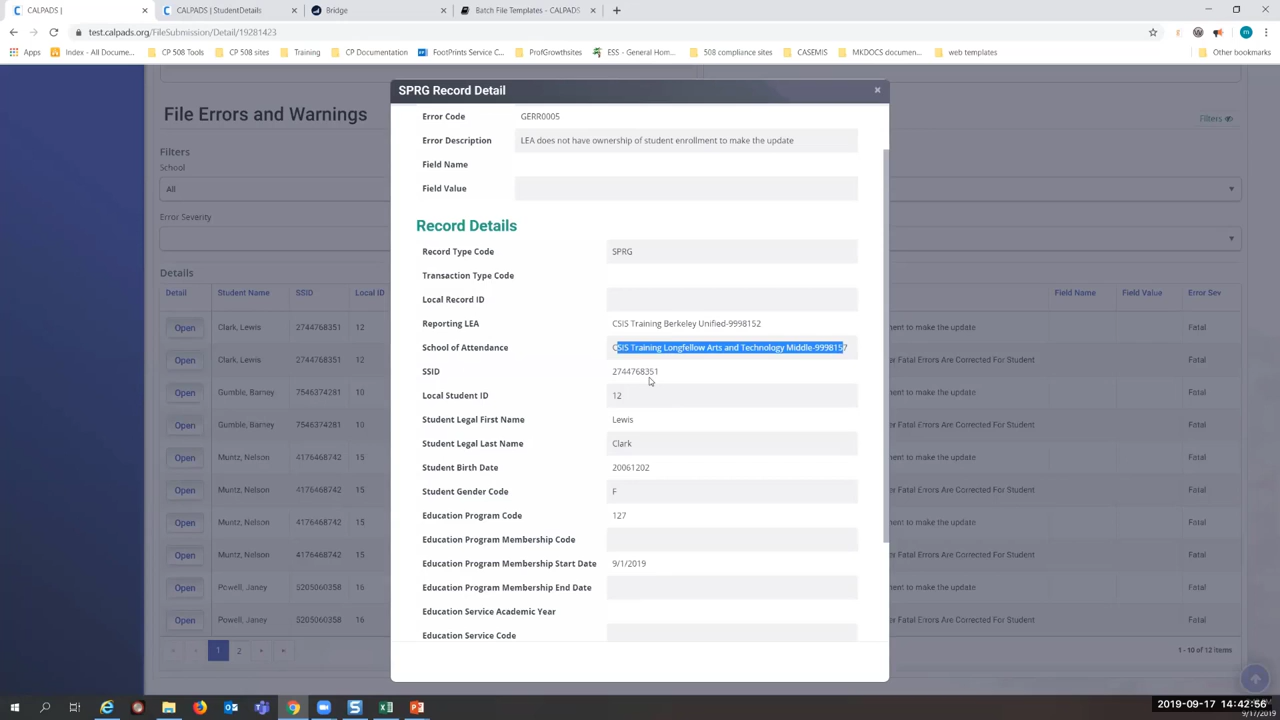 CALPADS |
CALPADS | StudentDetails
Bridge
Batch File Templates - CALPADS
test.calpads.org/FileSubmission/Detail/19281423
Apps
Index - All Docume...
CP 508 Tools
CP 508 sites
Training
CP Documentation
FootPrints Service C...
ProfGrowthsites
ESS - General Hom...
508 compliance sites
CASEMIS
MKDOCS documen...
web templates
Other bookmarks
SPRG Record Detail
File Errors and Warnings
Filters
Filters
School
All
Error Severity
Details
Detail Student Name SSID Local ID Field Name Field Value Error Sev
Open Clark, Lewis 2744768351 12 nent to make the update Fatal
Open Clark, Lewis 2744768351 12 er Fatal Errors Are Corrected For Student Fatal
Open Gumble, Barney 7546374281 10 nent to make the update Fatal
Open Gumble, Barney 7546374281 10 er Fatal Errors Are Corrected For Student Fatal
Open Muntz, Nelson 4176468742 15 nent to make the update Fatal
Open Muntz, Nelson 4176468742 15 er Fatal Errors Are Corrected For Student Fatal
Open Muntz, Nelson 4176468742 15 nent to make the update Fatal
Open Muntz, Nelson 4176468742 15 er Fatal Errors Are Corrected For Student Fatal
Open Powell, Janey 5205060358 16 nent to make the update Fatal
Open Powell, Janey 5205060358 16 er Fatal Errors Are Corrected For Student Fatal
1 2
1 - 10 of 12 items
Error Code GERR0005
Error Description LEA does not have ownership of student enrollment to make the update
Field Name
Field Value
Record Details
Record Type Code SPRG
Transaction Type Code
Local Record ID
Reporting LEA CSIS Training Berkeley Unified-9998152
School of Attendance CSIS Training Longfellow Arts and Technology Middle-9998157
SSID 2744768351
Local Student ID 12
Student Legal First Name Lewis
Student Legal Last Name Clark
Student Birth Date 20061202
Student Gender Code F
Education Program Code 127
Education Program Membership Code
Education Program Membership Start Date 9/1/2019
Education Program Membership End Date
Education Service Academic Year
Education Service Code
2019-09-17 14:42:56
9/17/2019